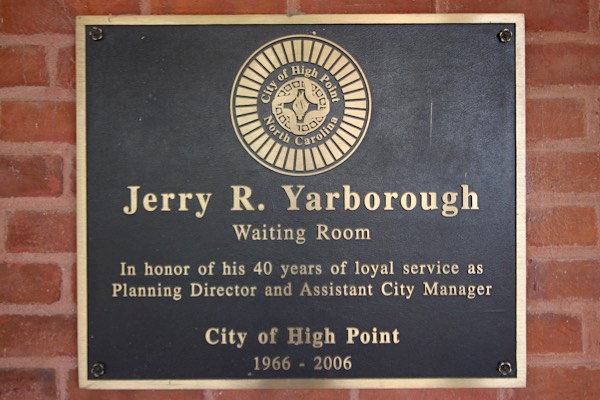 City of High Point
North Carolina
Jerry R. Yarborough
Waiting Room
In honor of his 40 years of loyal service as
Planning Director and Assistant City Manager
City of High Point
1966 - 2006